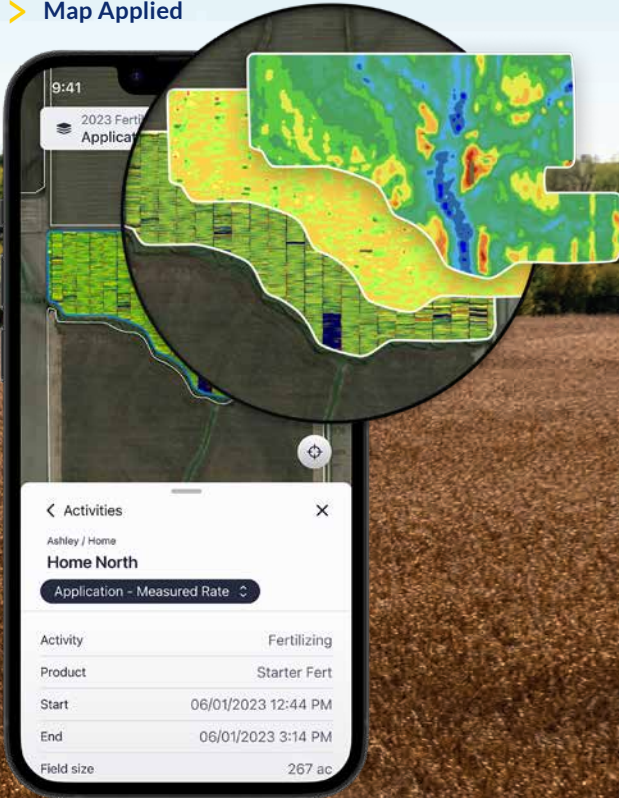 Map Applied
9:41
2023 Ferti
Applicat
Activities
Ashley / Home
Home North
Application - Measured Rate
Activity Fertilizing
Product Starter Fert
Start 06/01/2023 12:44 PM
End 06/01/2023 3:14 PM
Field size 267 ac